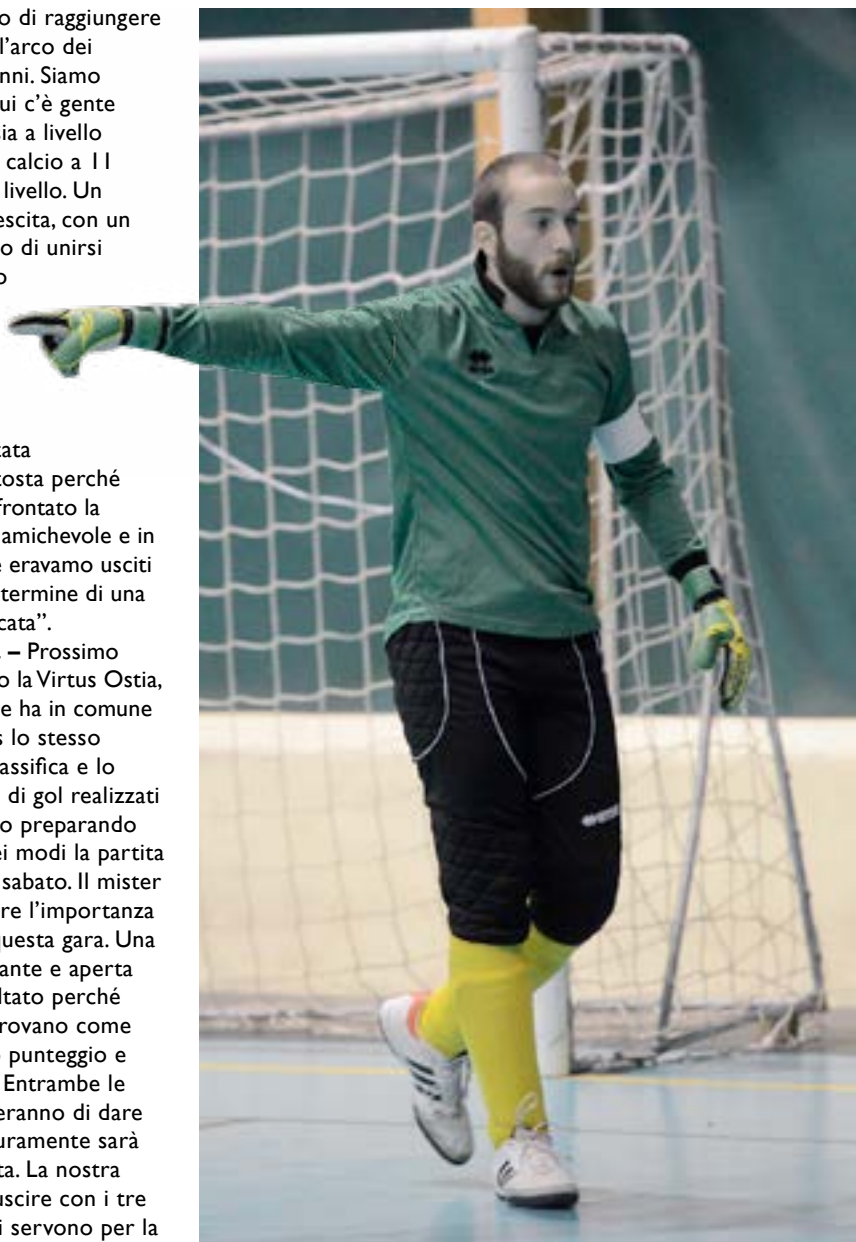 o di raggiungere
l'arco dei
nni. Siamo
ui c'è gente
ia a livello
calcio a 11
livello. Un
escita, con un
o di unirsi
o
tata
tosta perché
frontato la
amichevole e in
e eravamo usciti
termine di una
cata".
. – Prossimo
o la Virtus Ostia,
e ha in comune
s lo stesso
assifica e lo
di gol realizzati
o preparando
ei modi la partita
sabato. Il mister
re l'importanza
questa gara. Una
ante e aperta
ltato perché
rovano come
o punteggio e
Entrambe le
eranno di dare
uramente sarà
ta. La nostra
uscire con i tre
i servono per la